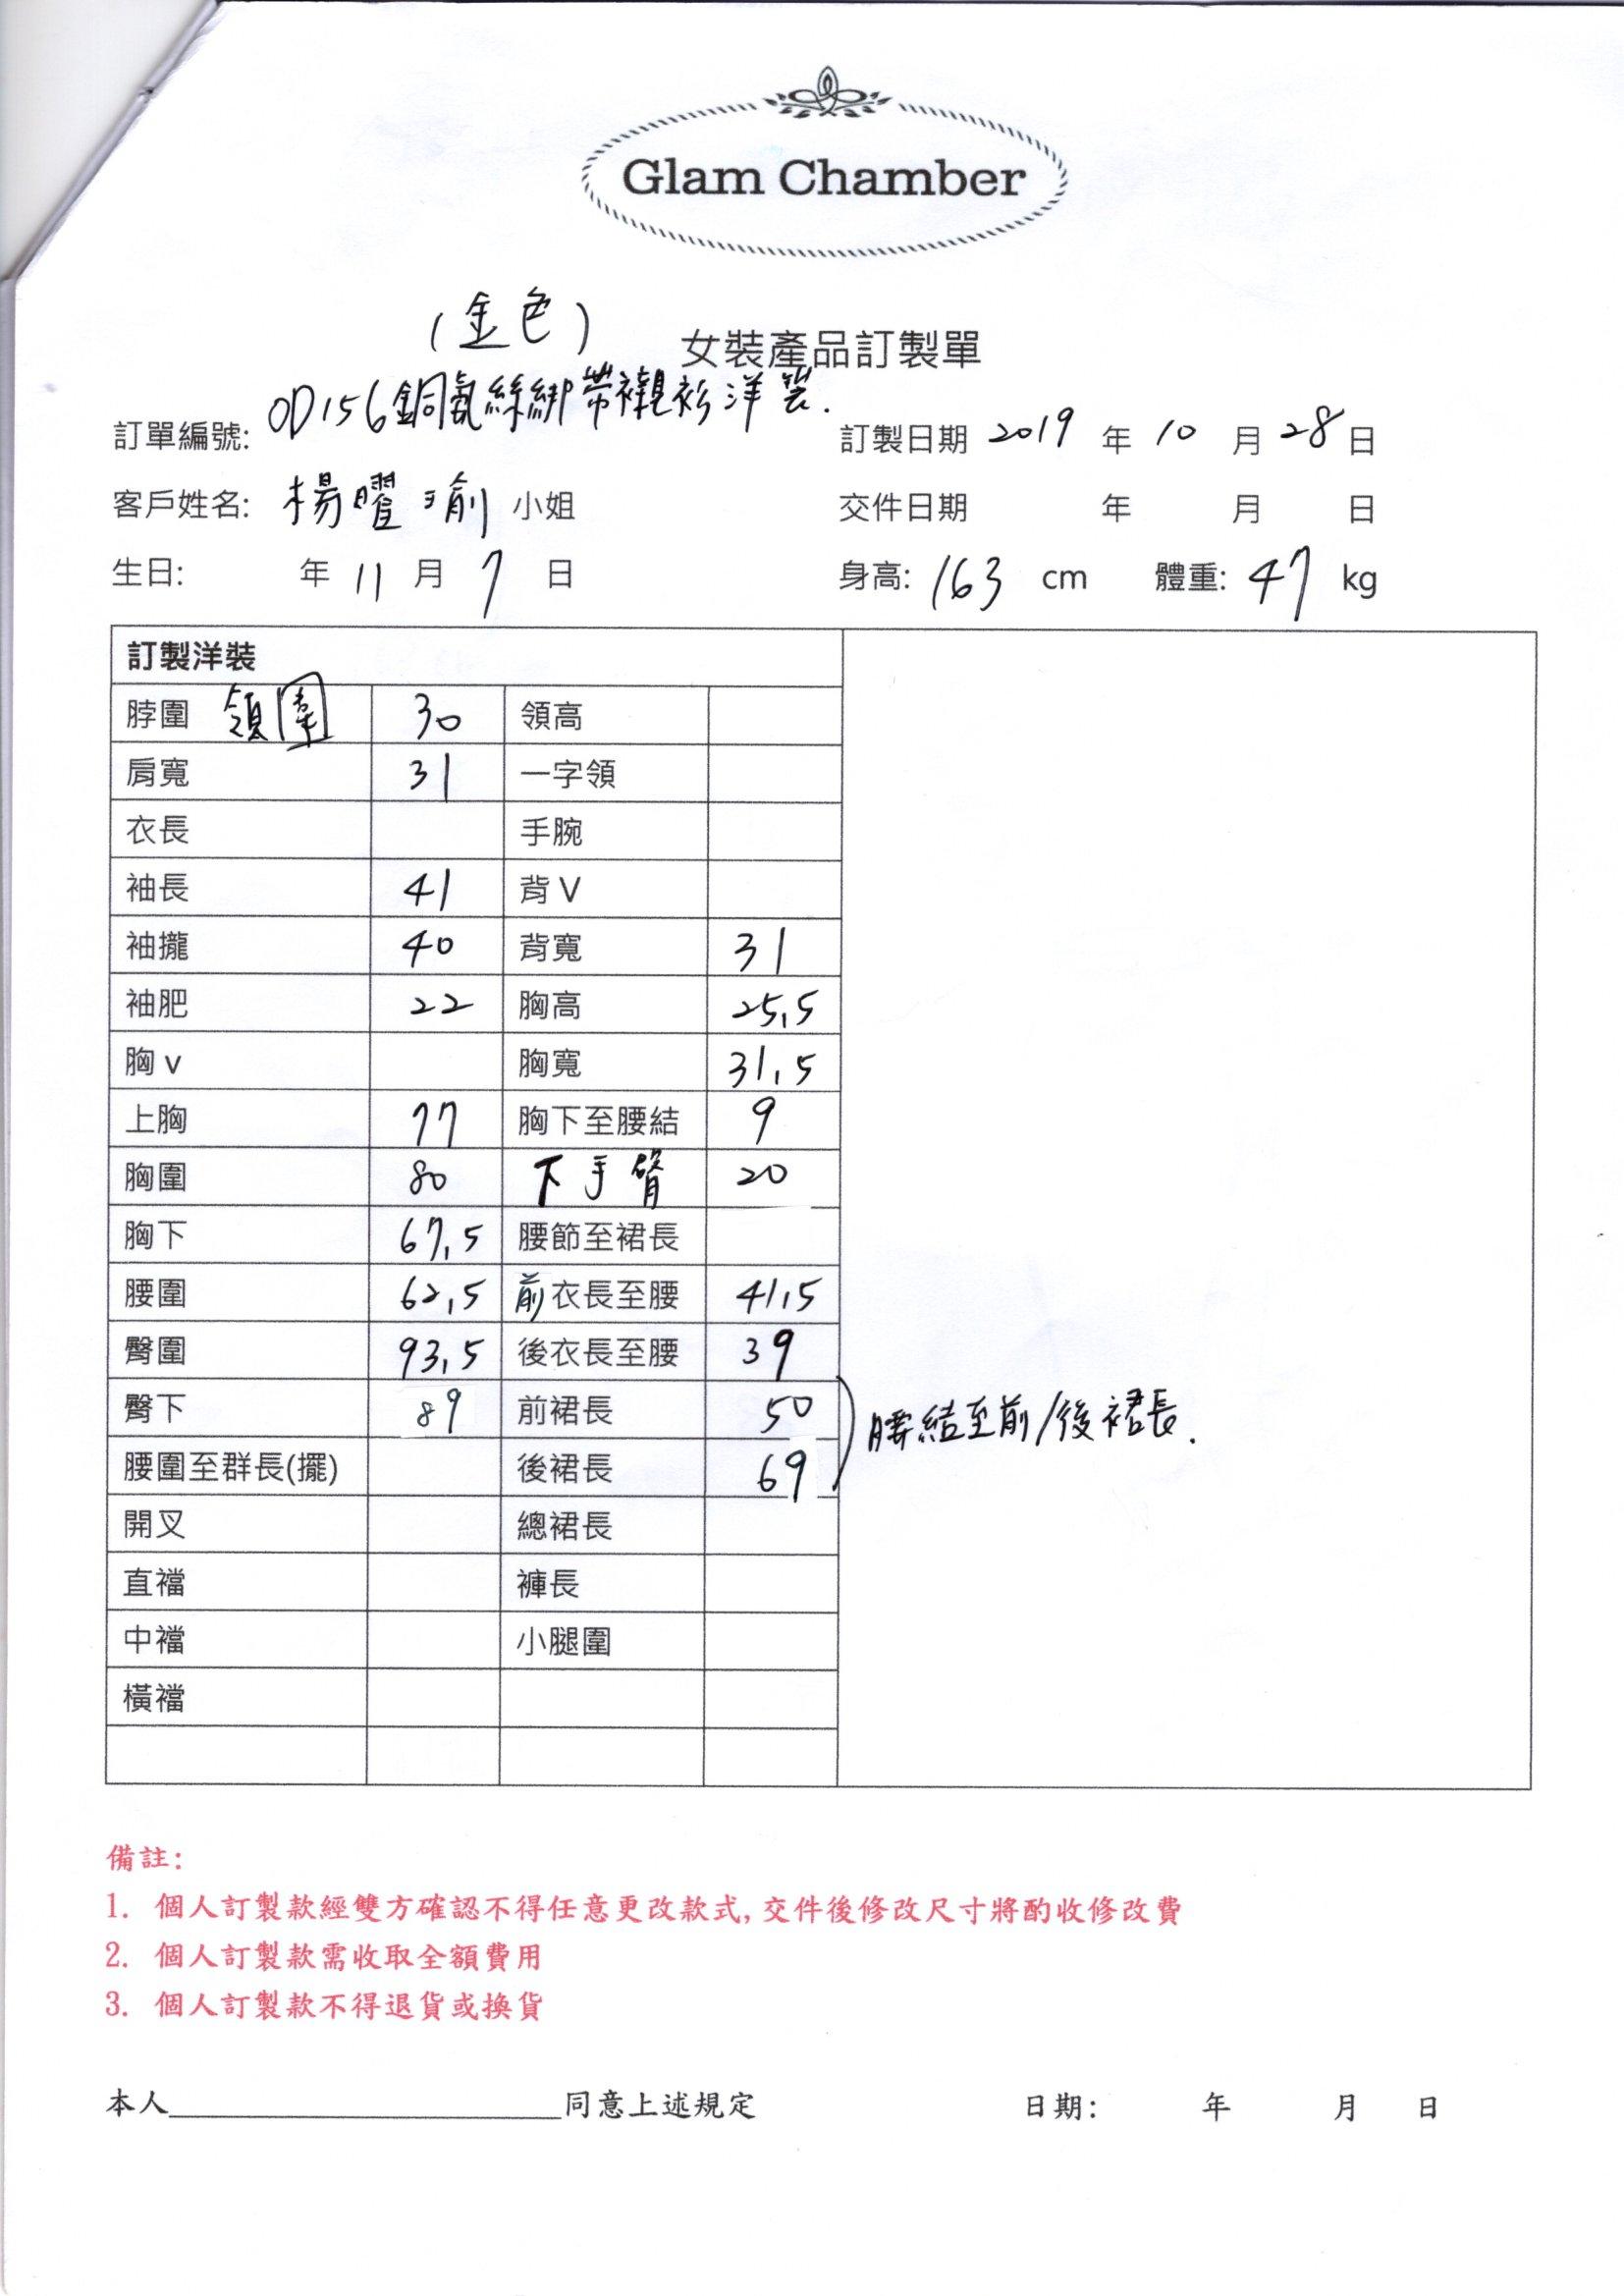 Glam Chamber
(金色)
女裝產品訂製單
訂單編號: OD156銅氨絲綁帶襯衫洋裝. 訂製日期 2019 年 10 月 28 日
客戶姓名: 楊曜瑜 小姐 交件日期 年 月 日
生日: 年 11 月 7 日 身高: 163 cm 體重: 47 kg
訂製洋裝
脖圍 領圍 30 領高
肩寬 31 一字領
衣長 手腕
袖長 41 背 V
袖攏 40 背寬 31
袖肥 22 胸高 25,5
胸 v 胸寬 31,5
上胸 77 胸下至腰結 9
胸圍 80 下手臂 20
胸下 67,5 腰節至裙長
腰圍 62,5 前衣長至腰 41,5
臀圍 93,5 後衣長至腰 39
臀下 89 前裙長 50
腰結至前/後裙長.
腰圍至群長(擺) 後裙長 69
開叉 總裙長
直襠 褲長
中襠 小腿圍
橫襠
備註:
1. 個人訂製款經雙方確認不得任意更改款式, 交件後修改尺寸將酌收修改費
2. 個人訂製款需收取全額費用
3. 個人訂製款不得退貨或換貨
本人________________同意上述規定 日期: 年 月 日